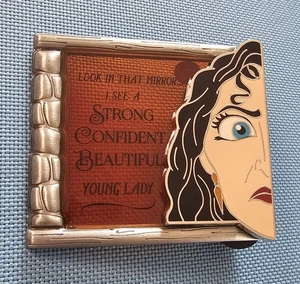 LOOK IN THAT MIRROR.
I SEE A
STRONG
CONFIDENT
BEAUTIFUL
YOUNG LADY